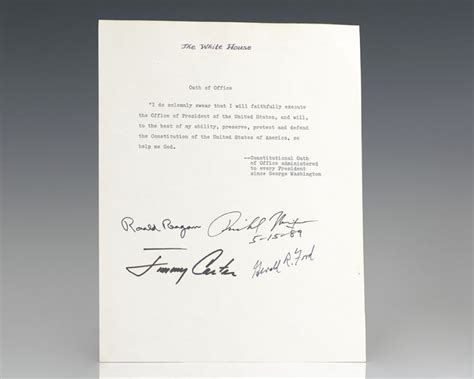 The White House
Oath of Office
"I do solemnly swear that I will faithfully execute
the Office of President of the United States, and will,
to the best of my ability, preserve, protect and defend
the Constitution of the United States of America, so
help me God.
--Constitutional Oath
of Office administered
to every President
since George Washington
Ronald Reagan Richard Nixon
5-15-89
Jimmy Carter Gerald R. Ford